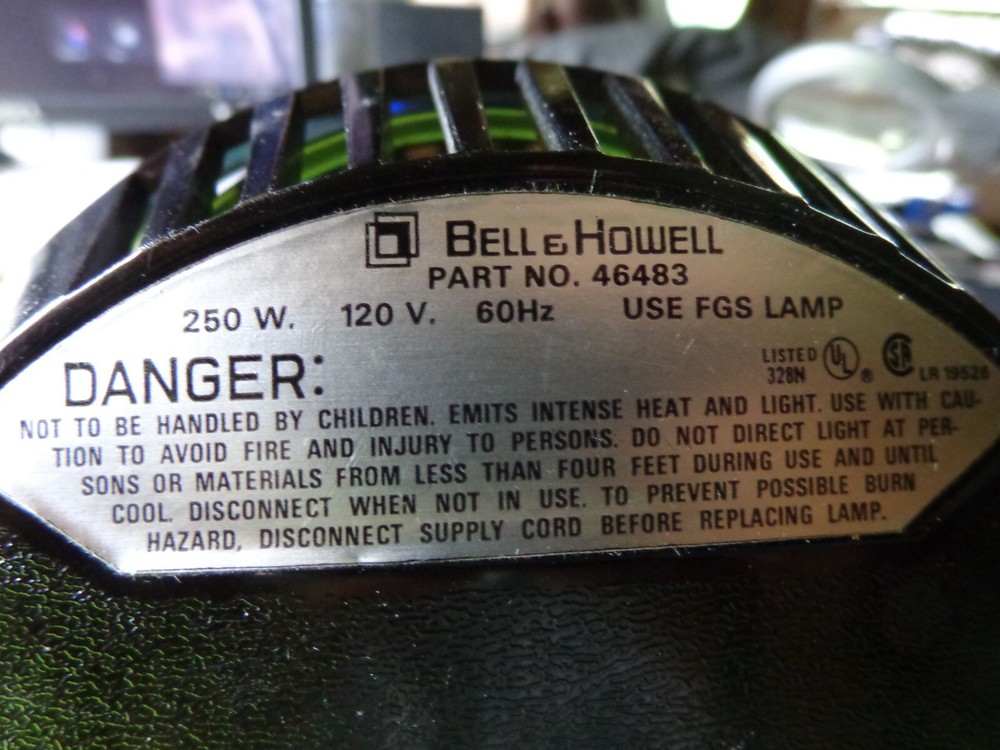 BELL & HOWELL
PART NO. 46483
250 W. 120 V. 60Hz USE FGS LAMP
DANGER:
LISTED UL ® SA LR 19528
328N
NOT TO BE HANDLED BY CHILDREN. EMITS INTENSE HEAT AND LIGHT. USE WITH CAU-
TION TO AVOID FIRE AND INJURY TO PERSONS. DO NOT DIRECT LIGHT AT PER-
SONS OR MATERIALS FROM LESS THAN FOUR FEET DURING USE AND UNTIL
COOL. DISCONNECT WHEN NOT IN USE. TO PREVENT POSSIBLE BURN
HAZARD, DISCONNECT SUPPLY CORD BEFORE REPLACING LAMP.